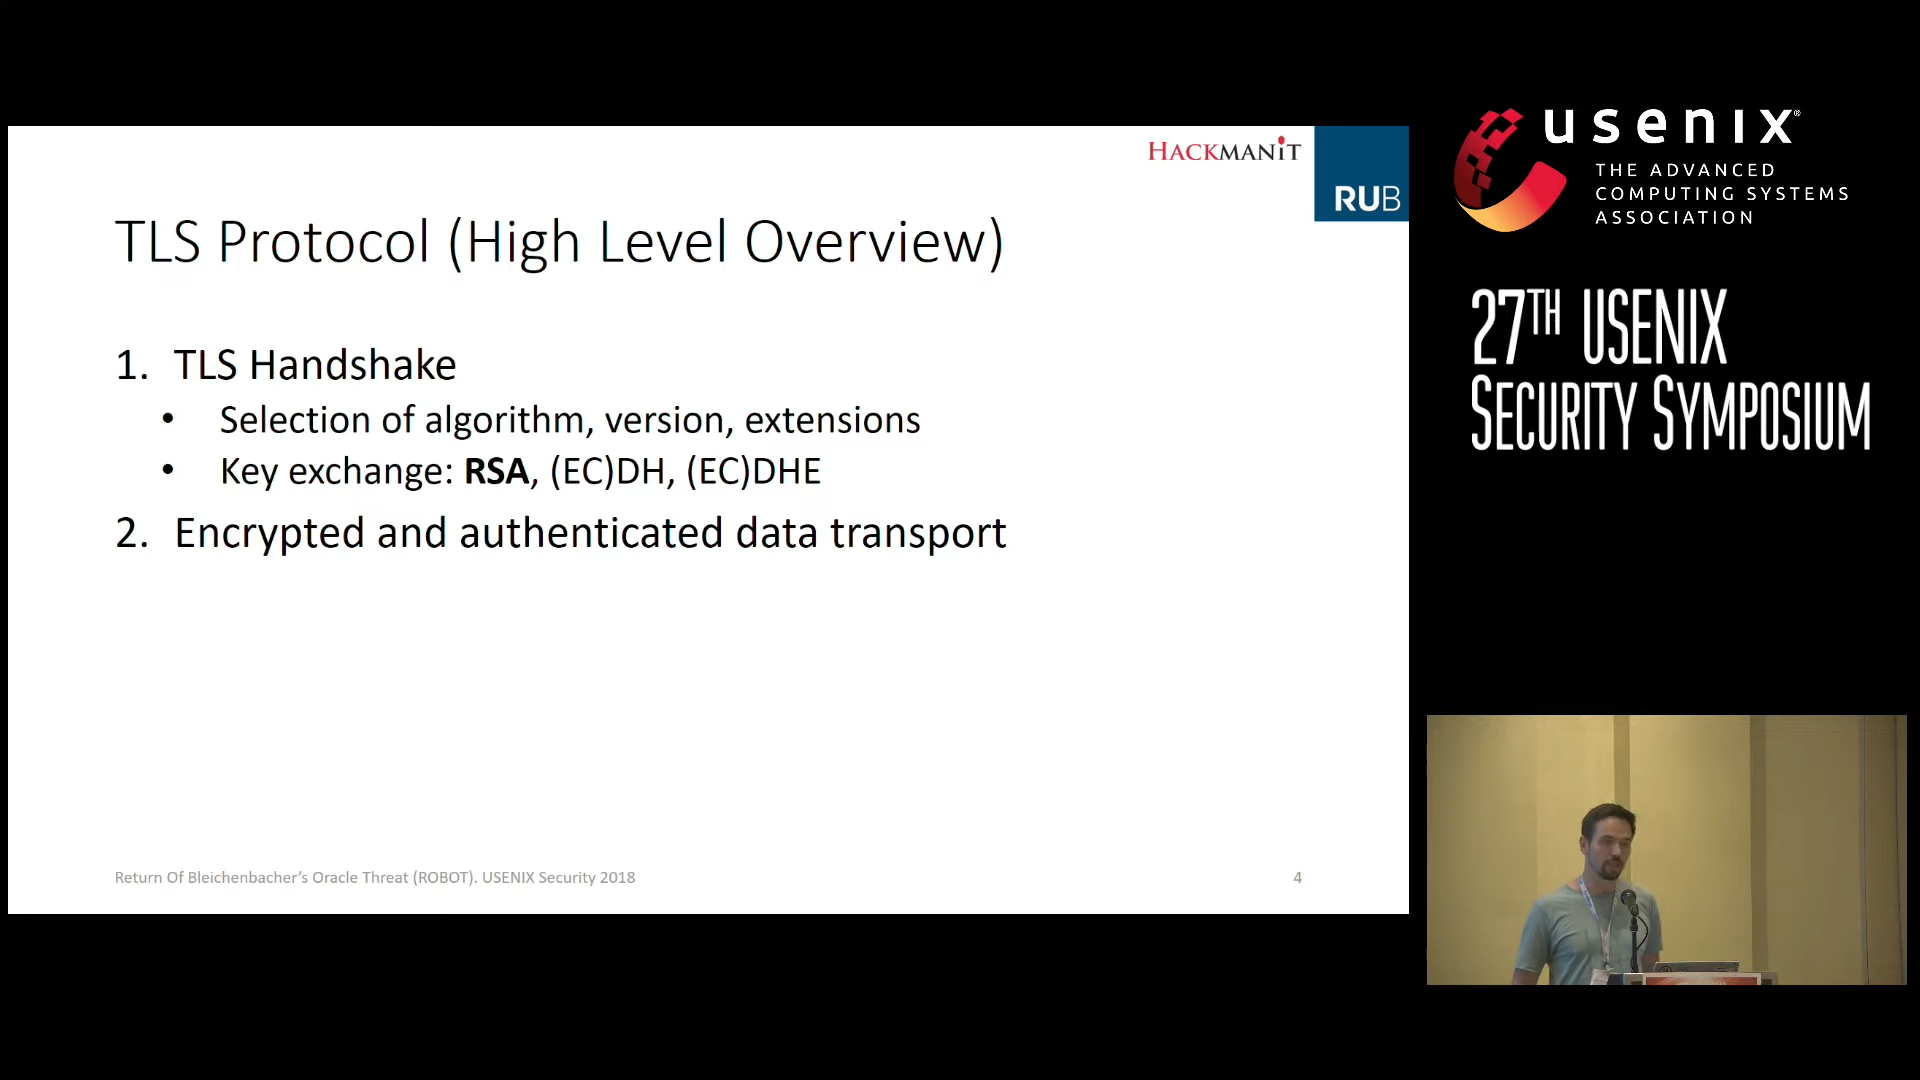 HACKMANIT
RUB
TLS Protocol (High Level Overview)
1. TLS Handshake
• Selection of algorithm, version, extensions
• Key exchange: RSA, (EC)DH, (EC)DHE
2. Encrypted and authenticated data transport
Return Of Bleichenbacher's Oracle Threat (ROBOT). USENIX Security 2018
4
usenix®
THE ADVANCED
COMPUTING SYSTEMS
ASSOCIATION
27TH USENIX
SECURITY SYMPOSIUM